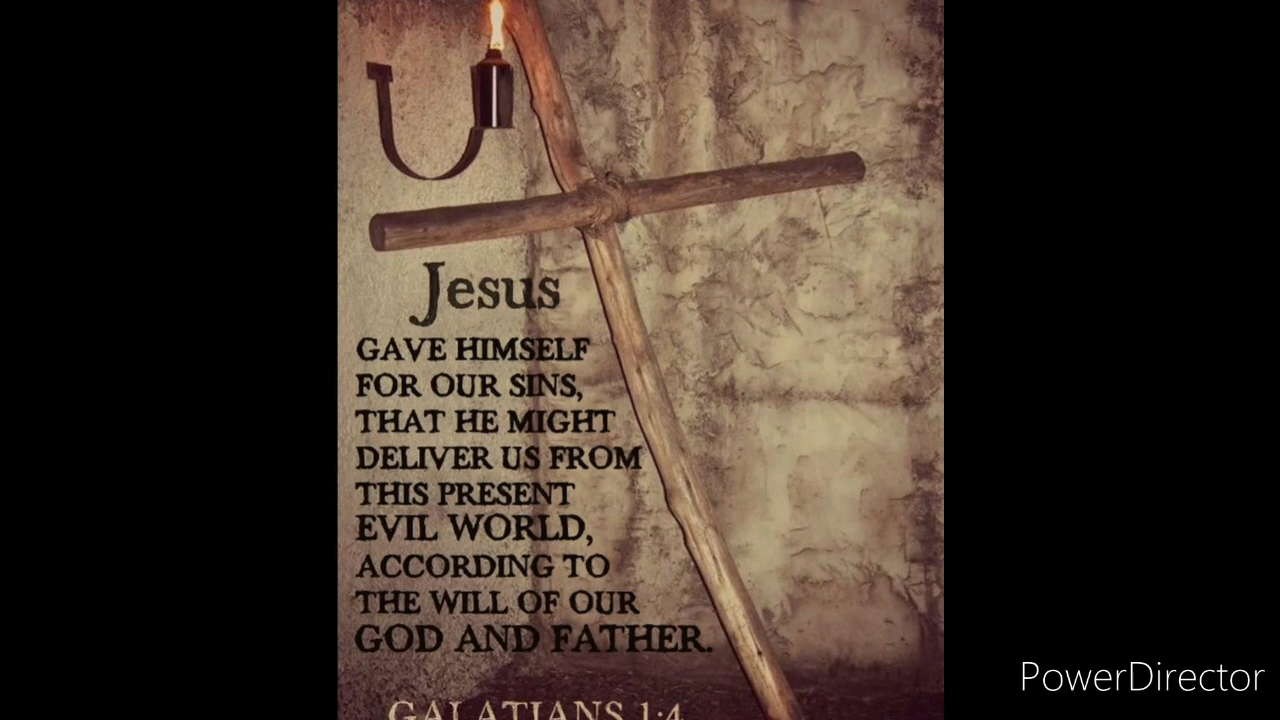 Jesus
GAVE HIMSELF
FOR OUR SINS,
THAT HE MIGHT
DELIVER US FROM
THIS PRESENT
EVIL WORLD,
ACCORDING TO
THE WILL OF OUR
GOD AND FATHER.
GALATIANS 1:4
PowerDirector